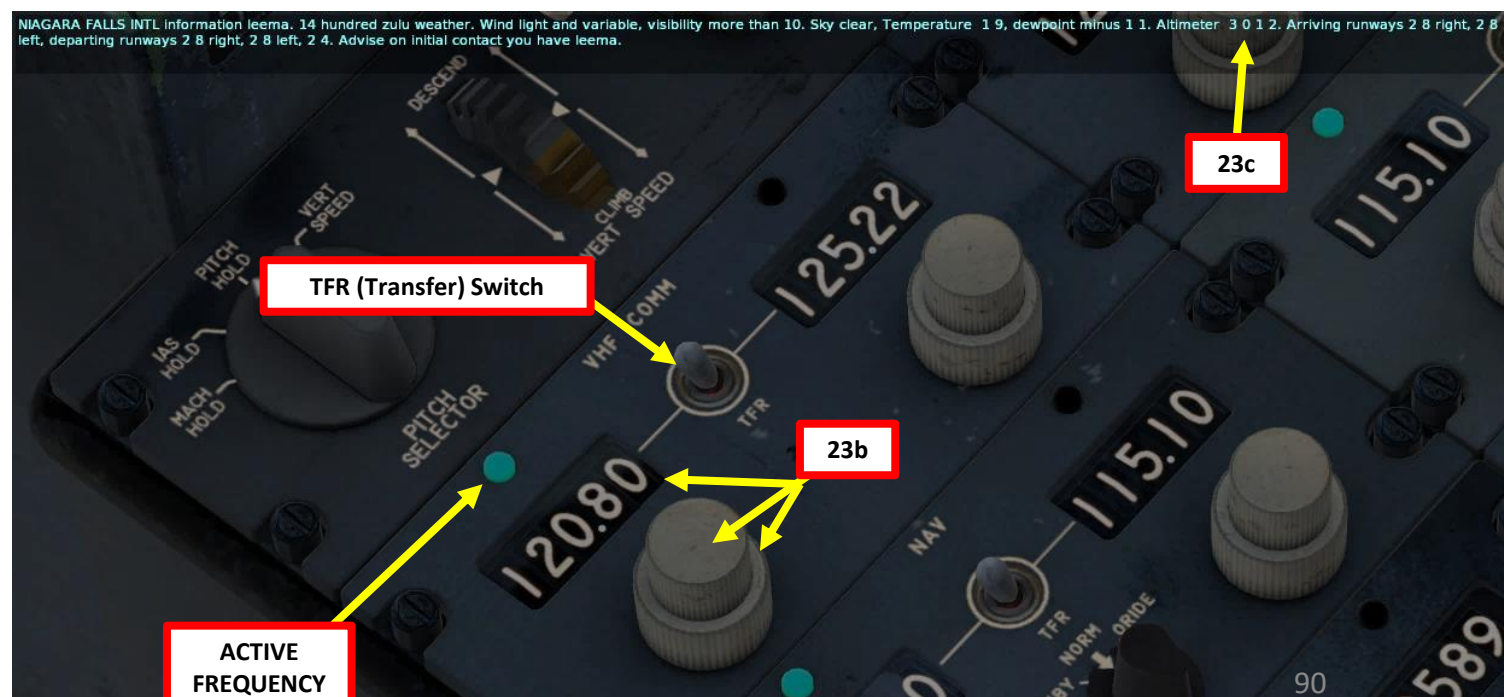 NIAGARA FALLS INTL information leema. 14 hundred zulu weather. Wind light and variable, visibility more than 10. Sky clear, Temperature 1 9, dewpoint minus 1 1. Altimeter 3 0 1 2. Arriving runways 2 8 right, 2 8
left, departing runways 2 8 right, 2 8 left, 2 4. Advise on initial contact you have leema.
DESCEND
23c
115.10
VERT
SPEED
CLIMB
VERT SPEED
PITCH
HOLD
125.22
TFR (Transfer) Switch
VHF COMM
IAS
HOLD
MACH
HOLD
TFR
PITCH
SELECTOR
23b
115.10
120.80
NAV
TFR
NORM
ORIDE
ACTIVE
FREQUENCY
589
90